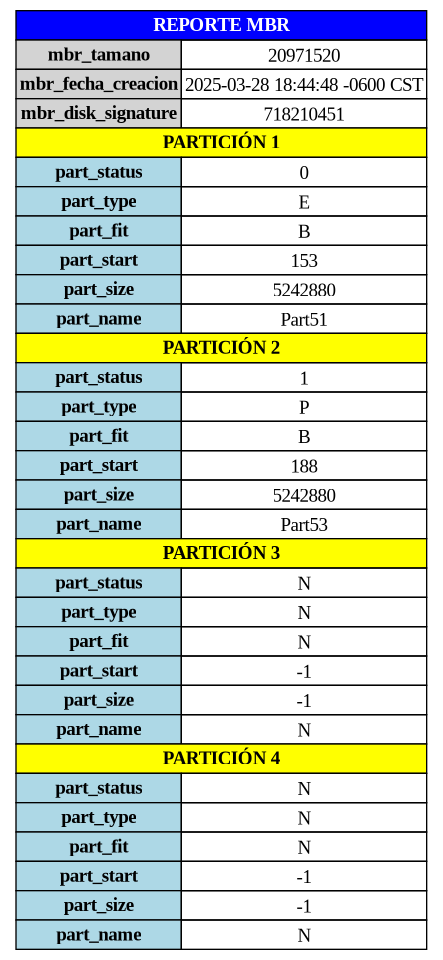 REPORTE MBR
mbr_tamano 20971520
mbr_fecha_creacion 2025-03-28 18:44:48 -0600 CST
mbr_disk_signature 718210451
PARTICIÓN 1
part_status 0
part_type E
part_fit B
part_start 153
part_size 5242880
part_name Part51
PARTICIÓN 2
part_status 1
part_type P
part_fit B
part_start 188
part_size 5242880
part_name Part53
PARTICIÓN 3
part_status N
part_type N
part_fit N
part_start -1
part_size -1
part_name N
PARTICIÓN 4
part_status N
part_type N
part_fit N
part_start -1
part_size -1
part_name N